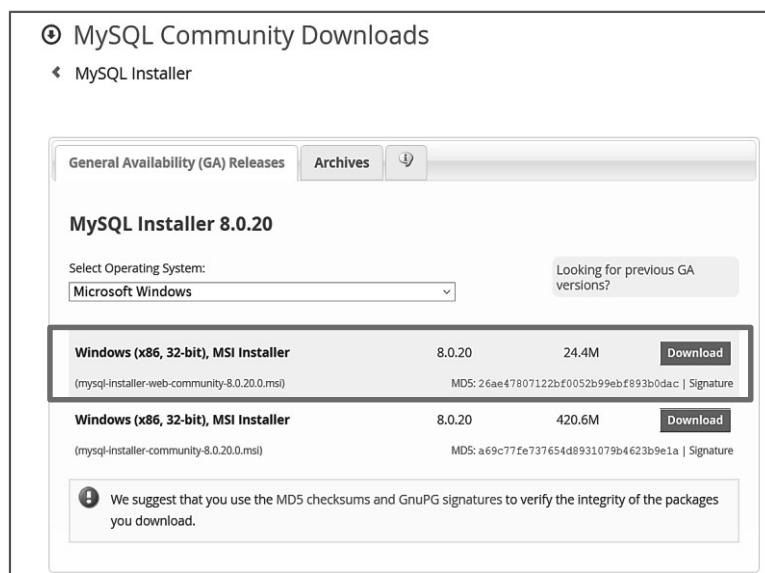 MySQL Community Downloads
MySQL Installer
General Availability (GA) Releases
Archives
MySQL Installer 8.0.20
Select Operating System:
Looking for previous GA
versions?
Microsoft Windows
Windows (x86, 32-bit), MSI Installer 8.0.20 24.4M Download
(mysql-installer-web-community-8.0.20.0.msi) MD5: 26ae47807122bf0052b99ebf893b0dac | Signature
Windows (x86, 32-bit), MSI Installer 8.0.20 420.6M Download
(mysql-installer-community-8.0.20.0.msi) MD5: a69c77fe737654d8931079b4623b9e1a | Signature
We suggest that you use the MD5 checksums and GnuPG signatures to verify the integrity of the packages
you download.